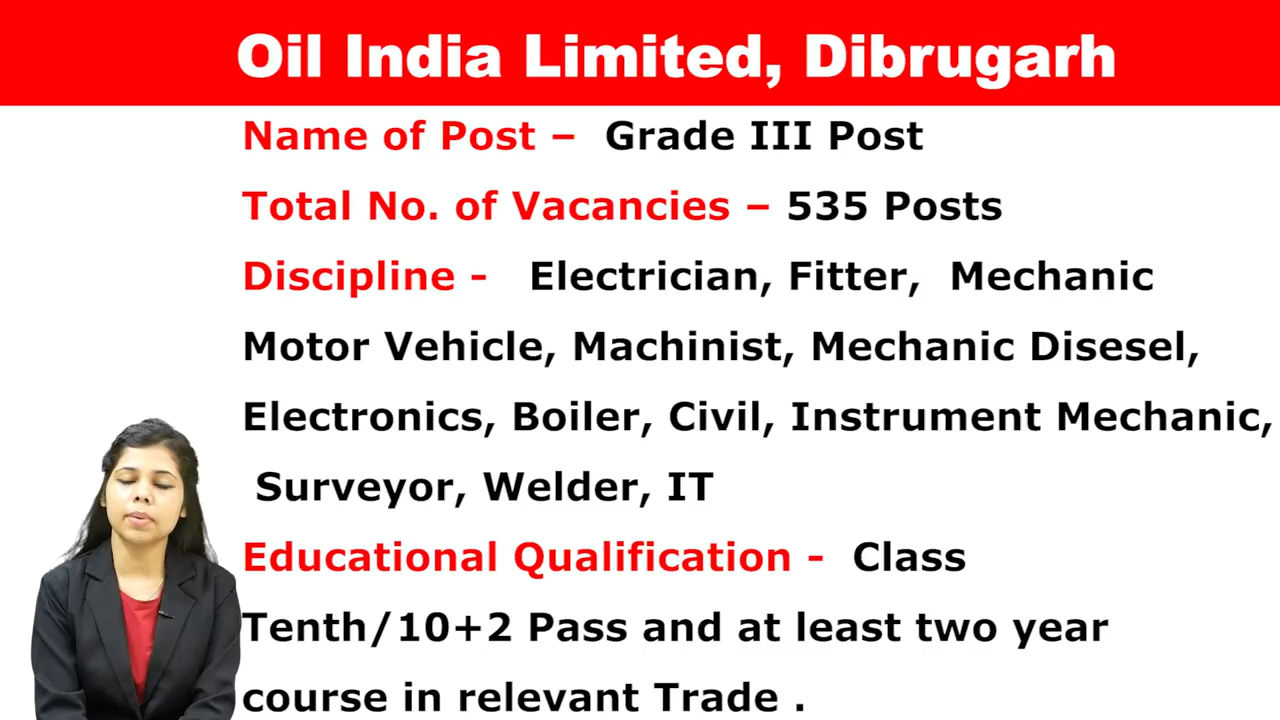 Oil India Limited, Dibrugarh
Name of Post – Grade III Post
Total No. of Vacancies – 535 Posts
Discipline - Electrician, Fitter, Mechanic
Motor Vehicle, Machinist, Mechanic Disesel,
Electronics, Boiler, Civil, Instrument Mechanic,
Surveyor, Welder, IT
Educational Qualification - Class
Tenth/10+2 Pass and at least two year
course in relevant Trade .